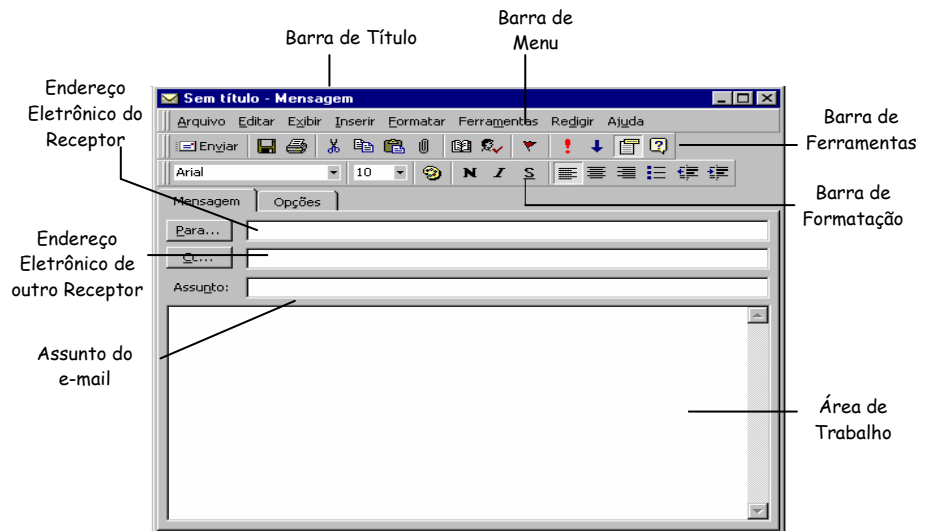 Barra de Título
Barra de
Menu
Endereço
Eletrônico do
Receptor
Sem título - Mensagem
Arquivo Editar Exibir Inserir Formatar Ferramentas Redigir Ajuda
Barra de
Ferramentas
Enviar
Arial 10 N I S
Barra de
Formatação
Mensagem Opções
Para...
Endereço
Eletrônico de
outro Receptor
Cc...
Assunto:
Assunto do
e-mail
Área de
Trabalho